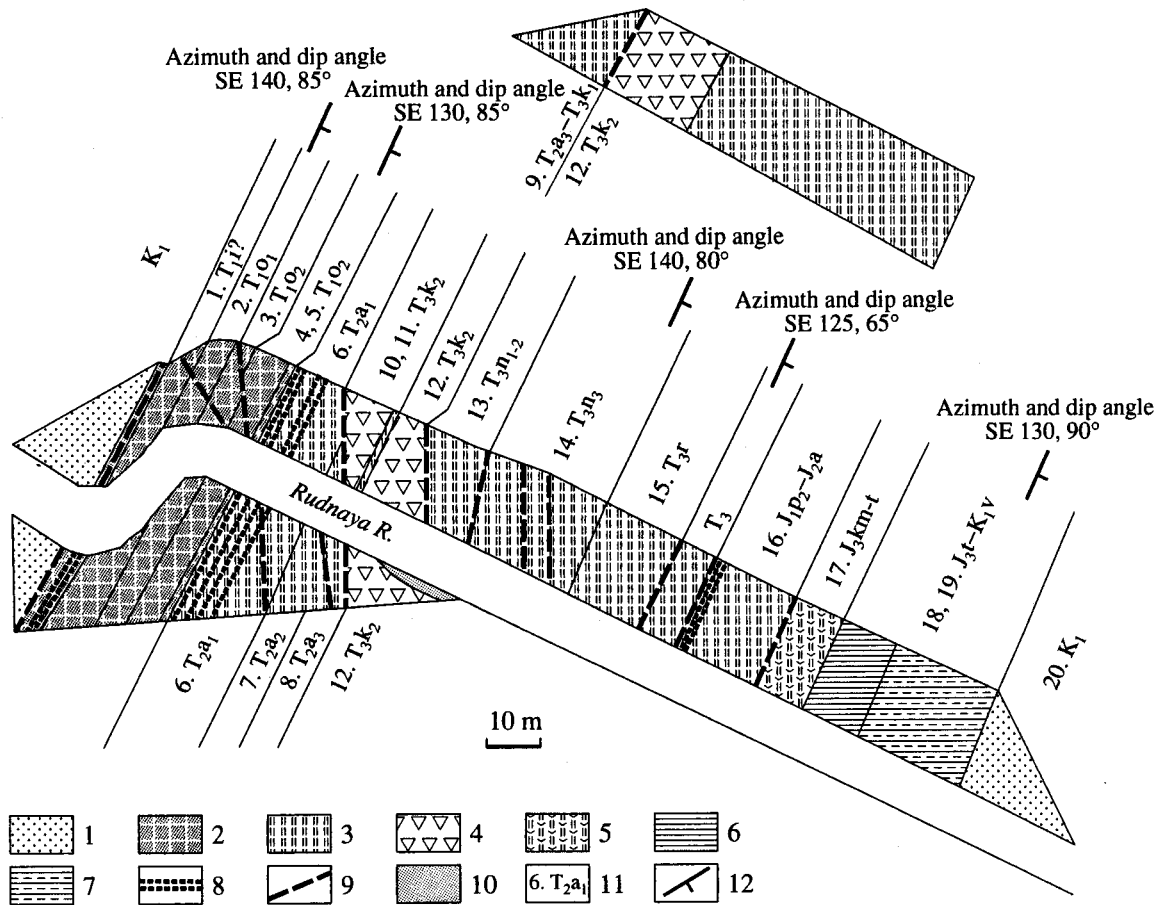 Azimuth and dip angle
SE 140, 85°
Azimuth and dip angle
SE 130, 85°
9. T₂a₃–T₃k₁
12. T₃k₂
Azimuth and dip angle
SE 140, 80°
Azimuth and dip angle
SE 125, 65°
Azimuth and dip angle
SE 130, 90°
K₁
1. T₁i?
2. T₁o₁
3. T₁o₂
4, 5. T₁o₂
6. T₂a₁
10, 11. T₃k₂
12. T₃k₂
13. T₃n₁₋₂
14. T₃n₃
15. T₃r
T₃
16. J₁p₂–J₂a
17. J₃km-t
18, 19. J₃t–K₁v
20. K₁
Rudnaya R.
6. T₂a₁
7. T₂a₂
8. T₂a₃
12. T₃k₂
10 m
1
2
3
4
5
6
7
8
9
10
6. T₂a₁
11
12